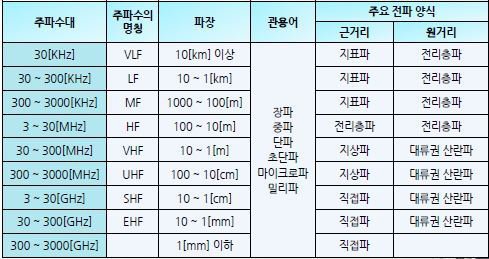 주파수대 주파수의 명칭 파장 관용어 주요 전파 양식
근거리 원거리
30[KHz] VLF 10[km] 이상 지표파 전리층파
30 ~ 300[KHz] LF 10 ~ 1[km] 지표파 전리층파
300 ~ 3000[KHz] MF 1000 ~ 100[m] 지표파 전리층파
3 ~ 30[MHz] HF 100 ~ 10[m] 전리층파 전리층파
30 ~ 300[MHz] VHF 10 ~ 1[m] 지상파 대류권 산란파
300 ~ 3000[MHz] UHF 100 ~ 10[cm] 지상파 대류권 산란파
3 ~ 30[GHz] SHF 10 ~ 1[cm] 직접파 대류권 산란파
30 ~ 300[GHz] EHF 10 ~ 1[mm] 직접파 대류권 산란파
300 ~ 3000[GHz] 1[mm] 이하 직접파
장파
중파
단파
초단파
마이크로파
밀리파